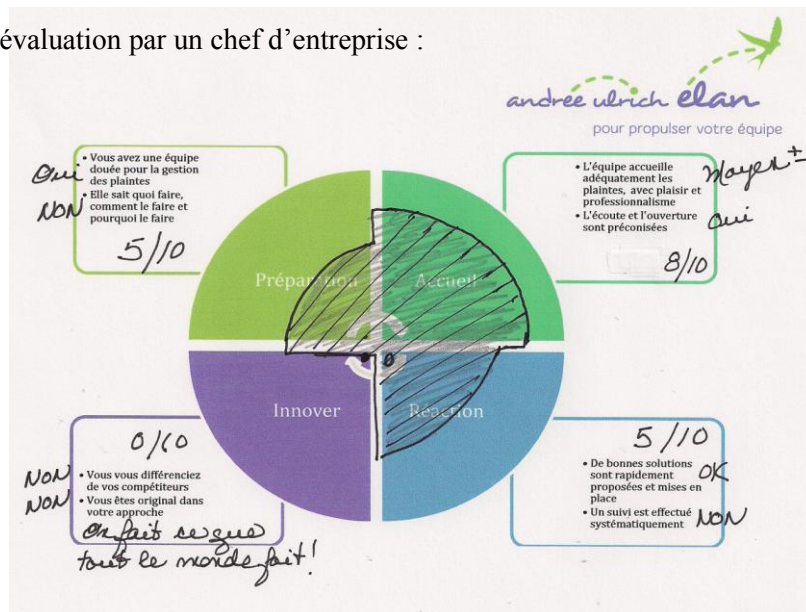 évaluation par un chef d'entreprise :
andrée ulrich elan
pour propulser votre équipe
Oui
• Vous avez une équipe
douée pour la gestion
des plaintes
NON
• Elle sait quoi faire,
comment le faire et
pourquoi le faire
5/10
• L'équipe accueille
adéquatement les
plaintes, avec plaisir et
professionnalisme
Moyen ±
• L'écoute et l'ouverture
sont préconisées
Oui
8/10
Préparation
Accueil
Innover
Réaction
0/10
NON
• Vous vous différenciez
de vos compétiteurs
NON
• Vous êtes original dans
votre approche
On fait ce que
tout le monde fait!
5/10
• De bonnes solutions
sont rapidement
proposées et mises en
place
OK
• Un suivi est effectué
systématiquement
NON